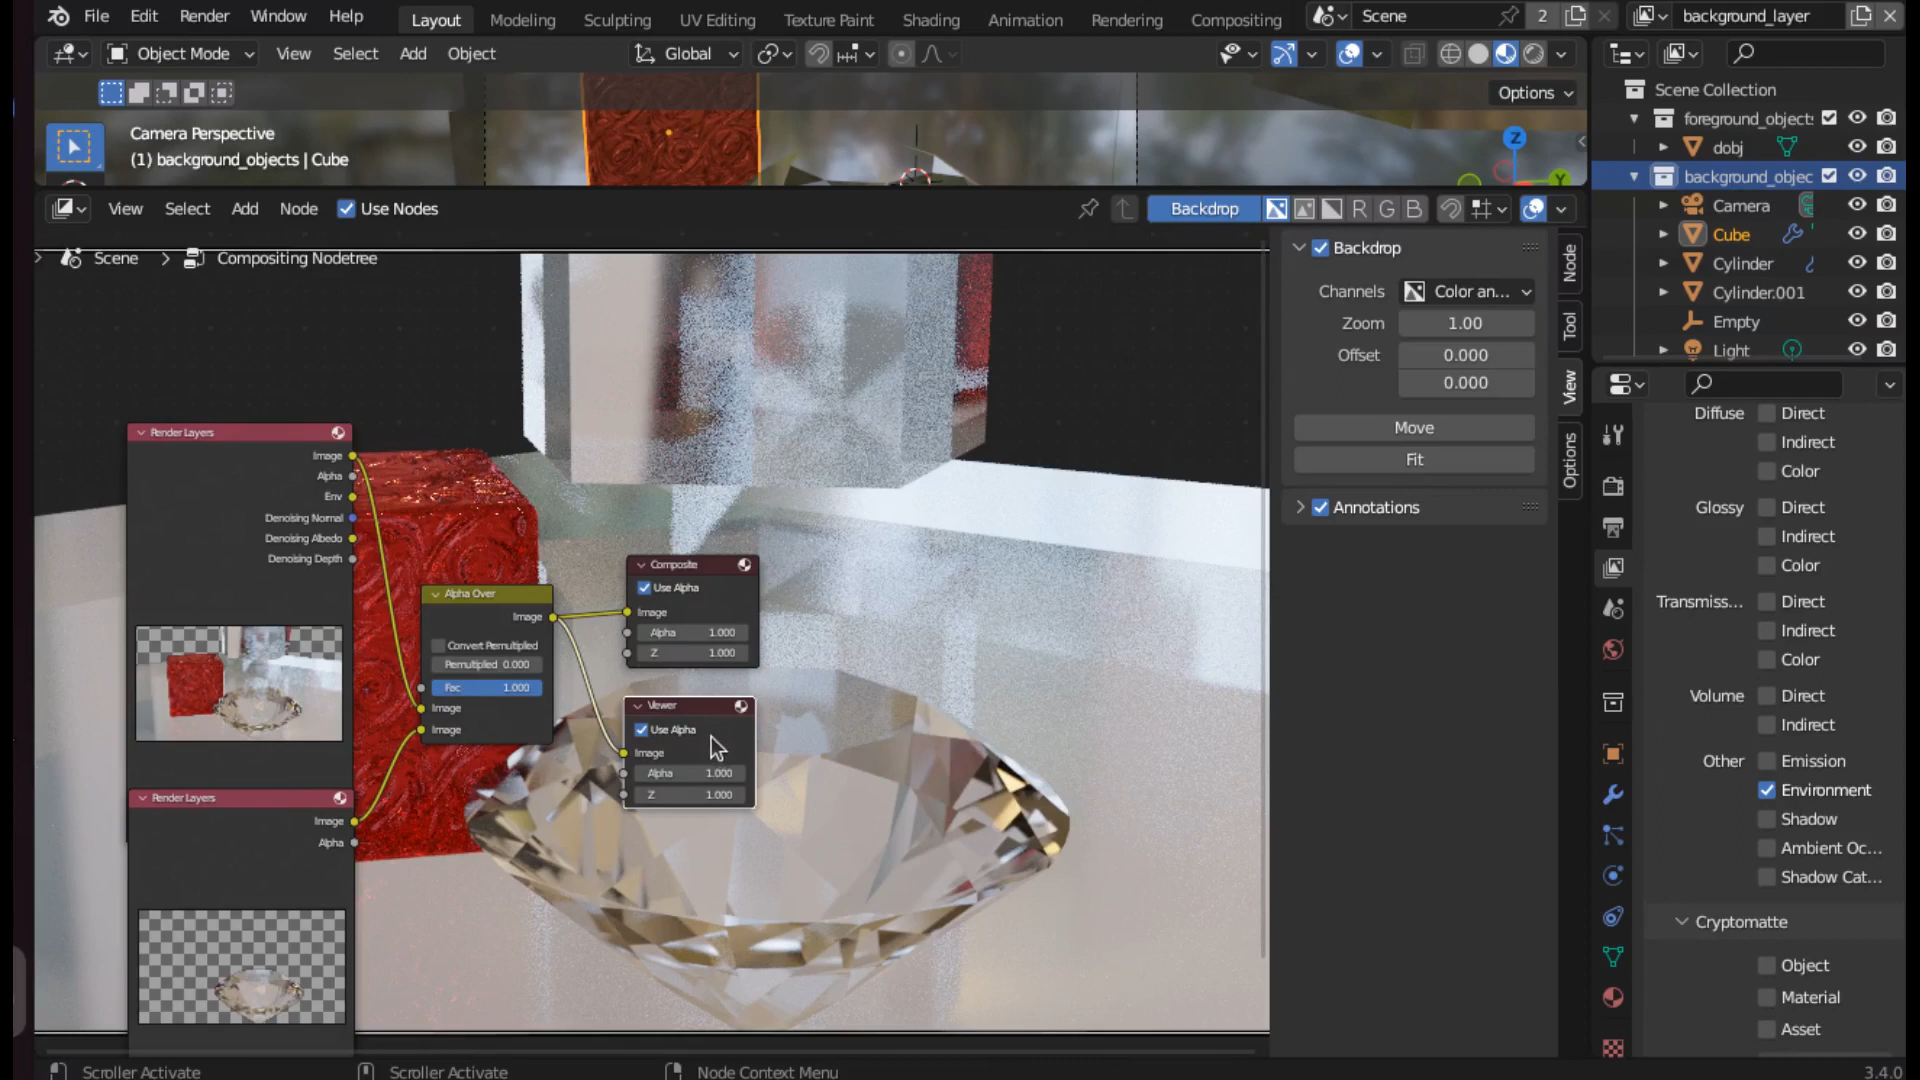 File Edit Render Window Help Layout Modeling Sculpting UV Editing Texture Paint Shading Animation Rendering Compositing Scene 2 background_layer
Object Mode View Select Add Object Global
Options
Camera Perspective
(1) background_objects | Cube
Z
Y
View Select Add Node Use Nodes Backdrop R G B
Scene > Compositing Nodetree
Render Layers
Image
Alpha
Env
Denoising Normal
Denoising Albedo
Denoising Depth
Render Layers
Image
Alpha
Alpha Over
Image
Convert Premultipled
Premultipled 0.000
Fac 1.000
Image
Image
Composite
Use Alpha
Image
Alpha 1.000
Z 1.000
Viewer
Use Alpha
Image
Alpha 1.000
Z 1.000
Backdrop
Channels Color an...
Zoom 1.00
Offset 0.000
0.000
Move
Fit
Annotations
Node
Tool
View
Options
Scene Collection
foreground_objects
dobj
background_objec
Camera
Cube
Cylinder
Cylinder.001
Empty
Light
Diffuse Direct
Indirect
Color
Glossy Direct
Indirect
Color
Transmiss... Direct
Indirect
Color
Volume Direct
Indirect
Other Emission
Environment
Shadow
Ambient Oc...
Shadow Cat...
Cryptomatte
Object
Material
Asset
Scroller Activate Scroller Activate Node Context Menu 3.4.0